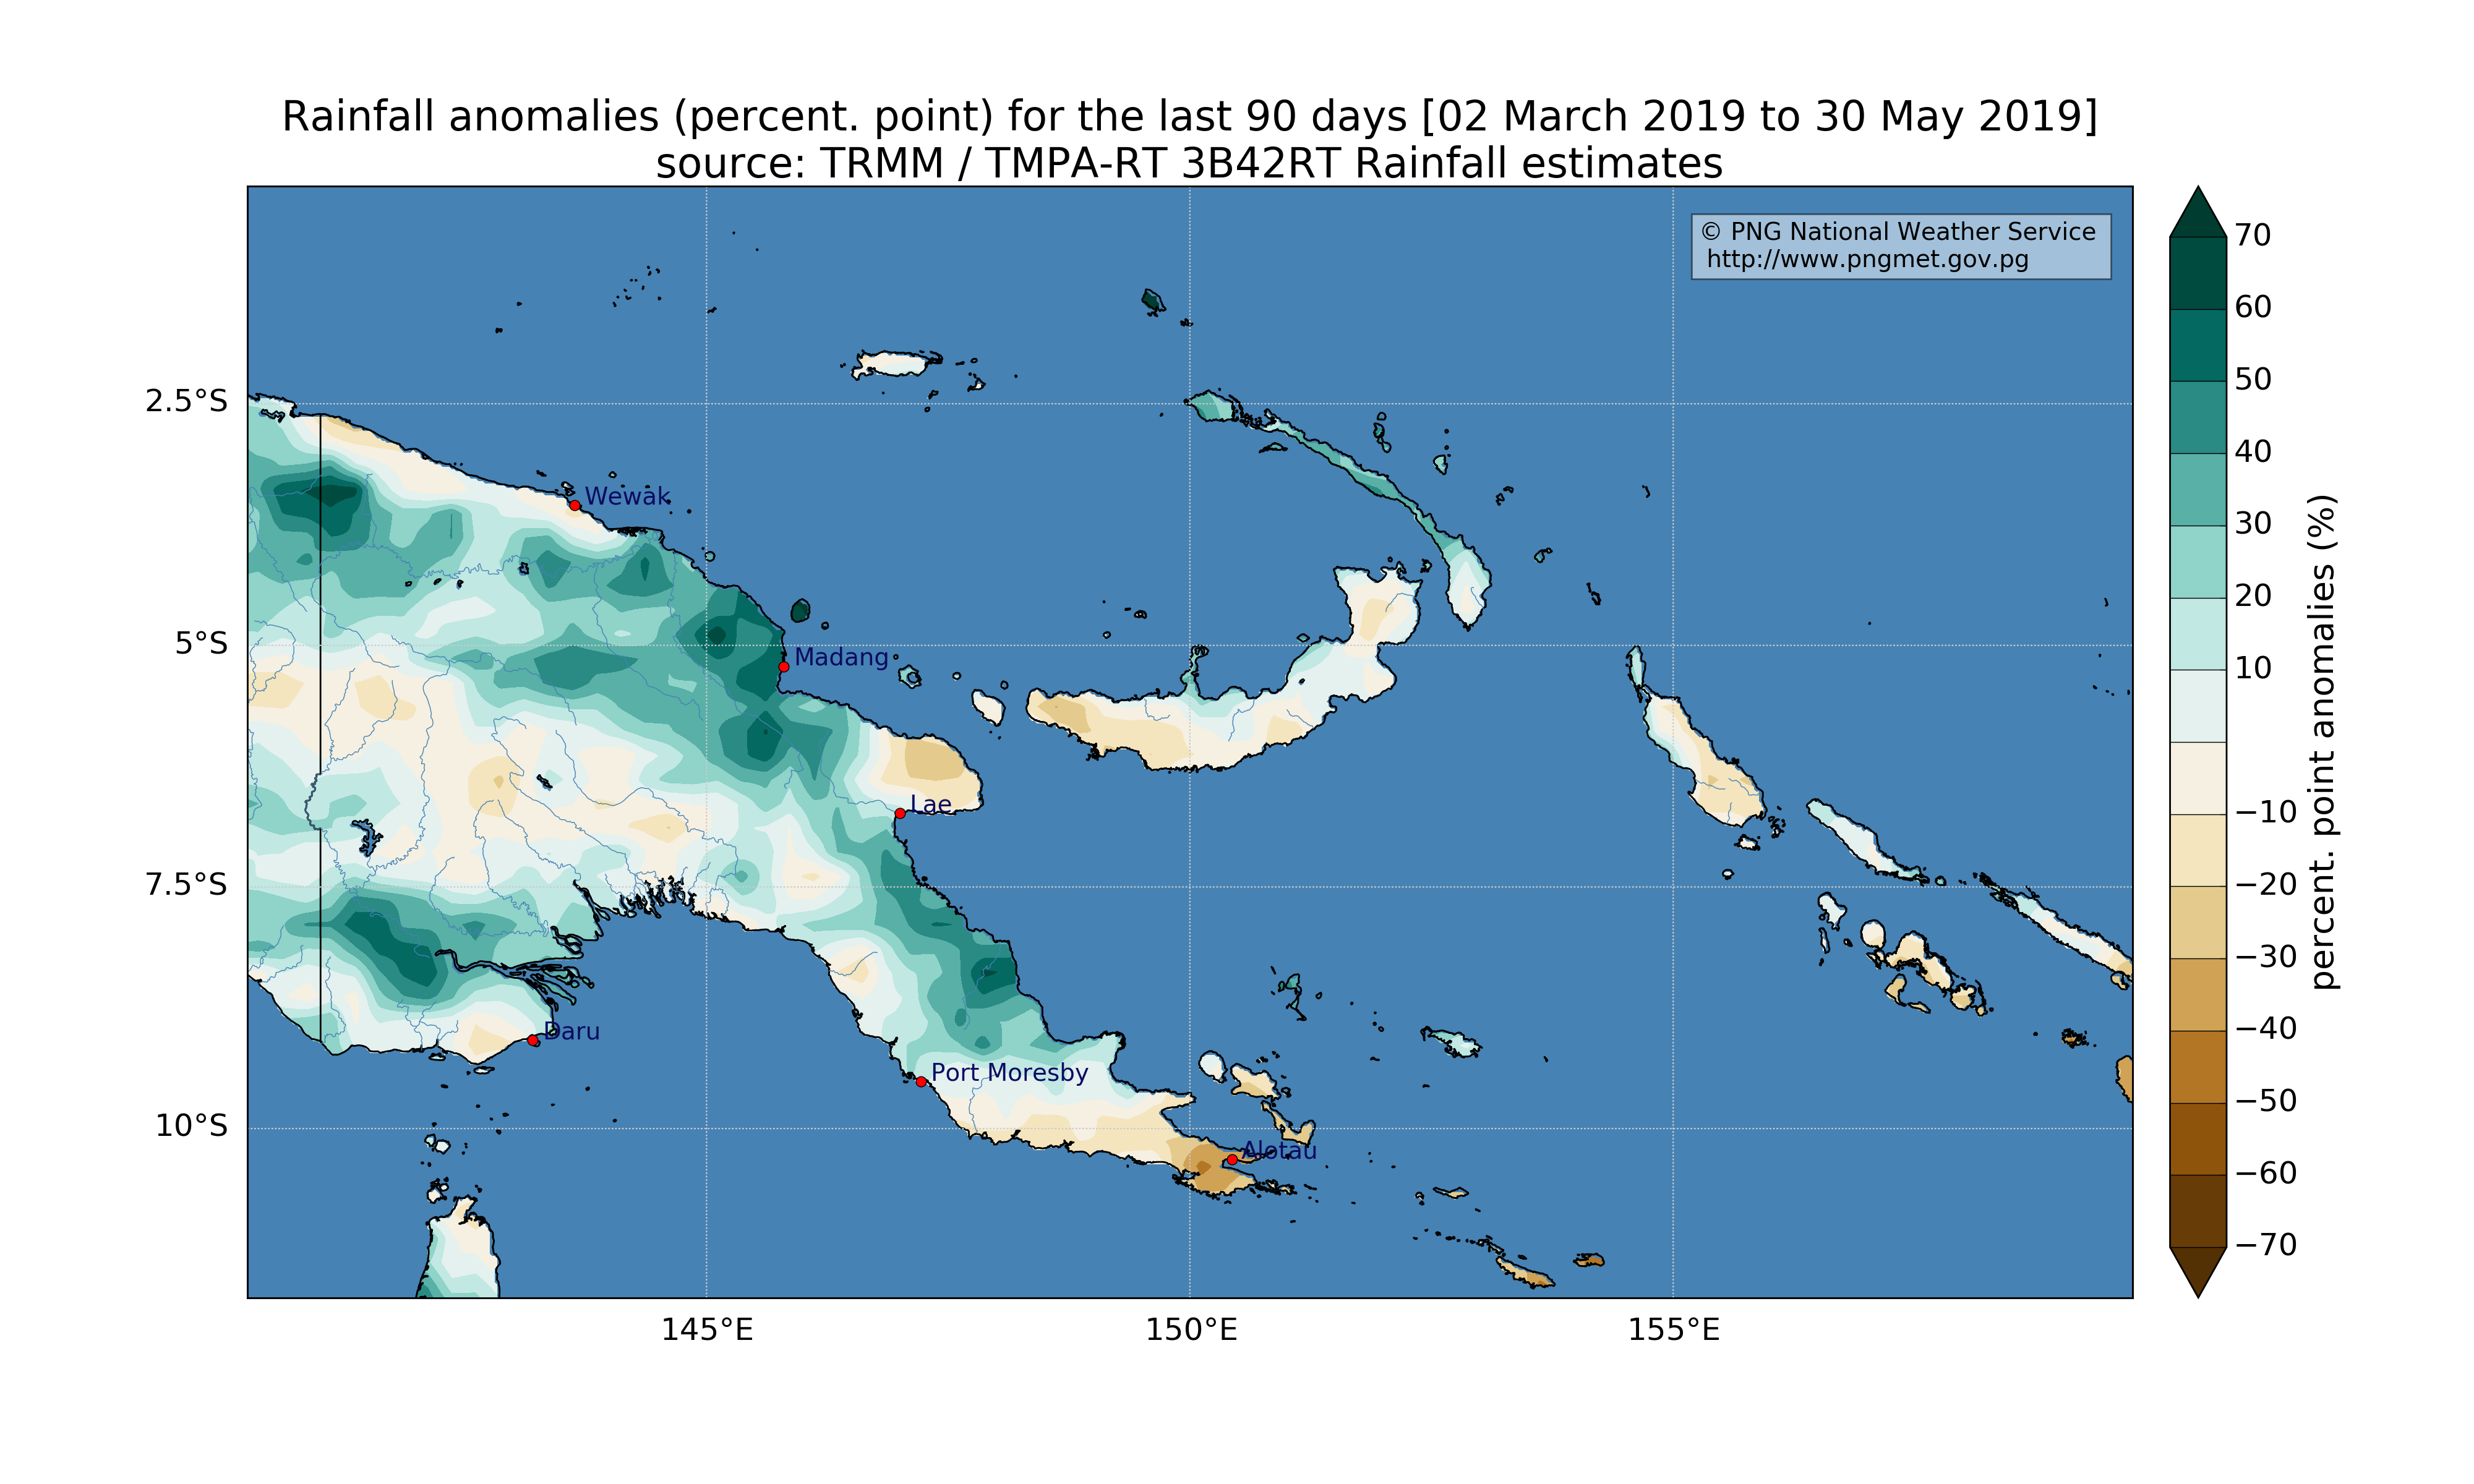 Rainfall anomalies (percent. point) for the last 90 days [02 March 2019 to 30 May 2019]
source: TRMM / TMPA-RT 3B42RT Rainfall estimates
© PNG National Weather Service
http://www.pngmet.gov.pg
2.5°S
5°S
7.5°S
10°S
145°E
150°E
155°E
Wewak
Madang
Lae
Daru
Port Moresby
Alotau
70
60
50
40
30
20
10
−10
−20
−30
−40
−50
−60
−70
percent. point anomalies (%)